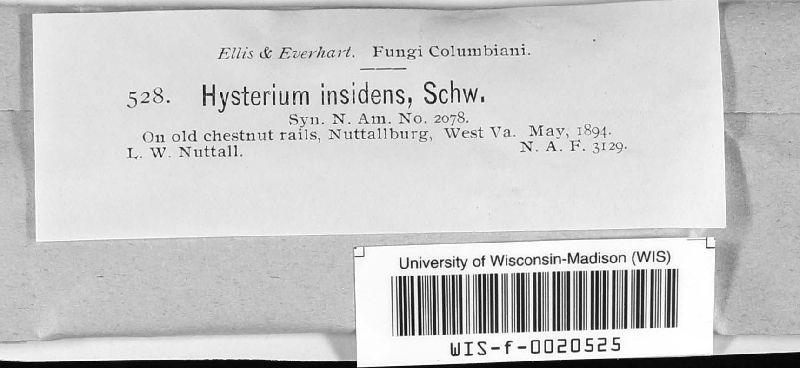 Ellis & Everhart. Fungi Columbiani.
528. Hysterium insidens, Schw.
Syn. N. Am. No. 2078.
On old chestnut rails, Nuttallburg, West Va. May, 1894.
L. W. Nuttall. N. A. F. 3129.
University of Wisconsin-Madison (WIS)
WIS-f-0020525